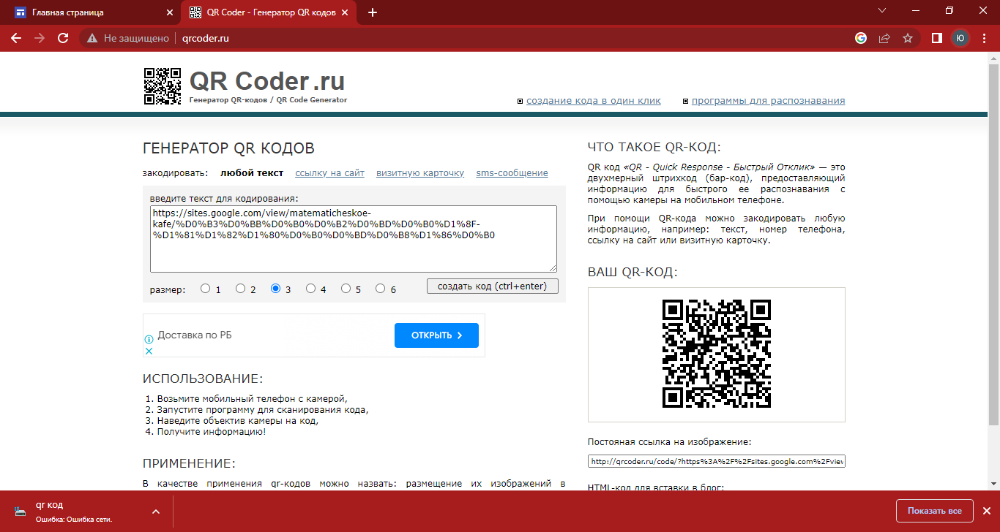 Главная страница
QR Coder - Генератор QR кодов
Не защищено
qrcoder.ru
Ю
QR Coder.ru
Генератор QR-кодов / QR Code Generator
создание кода в один клик
программы для распознавания
ГЕНЕРАТОР QR КОДОВ
закодировать: любой текст ссылку на сайт визитную карточку sms-сообщение
введите текст для кодирования:
https://sites.google.com/view/matematicheskoe-
kafe/%D0%B3%D0%BB%D0%B0%D0%B2%D0%BD%D0%B0%D1%8F-
%D1%81%D1%82%D1%80%D0%B0%D0%BD%D0%B8%D1%86%D0%B0
размер: 1 2 3 4 5 6
создать код (ctrl+enter)
Доставка по РБ
ОТКРЫТЬ
ИСПОЛЬЗОВАНИЕ:
1. Возьмите мобильный телефон с камерой,
2. Запустите программу для сканирования кода,
3. Наведите объектив камеры на код,
4. Получите информацию!
ПРИМЕНЕНИЕ:
В качестве применения qr-кодов можно назвать: размещение их изображений в
ЧТО ТАКОЕ QR-КОД:
QR код «QR - Quick Response - Быстрый Отклик» — это
двухмерный штрихкод (бар-код), предоставляющий
информацию для быстрого ее распознавания с
помощью камеры на мобильном телефоне.
При помощи QR-кода можно закодировать любую
информацию, например: текст, номер телефона,
ссылку на сайт или визитную карточку.
ВАШ QR-КОД:
Постояная ссылка на изображение:
http://qrcoder.ru/code/?https%3A%2F%2Fsites.google.com%2Fview
HTML-код для вставки в блог:
qr код
Ошибка: Ошибка сети.
Показать все